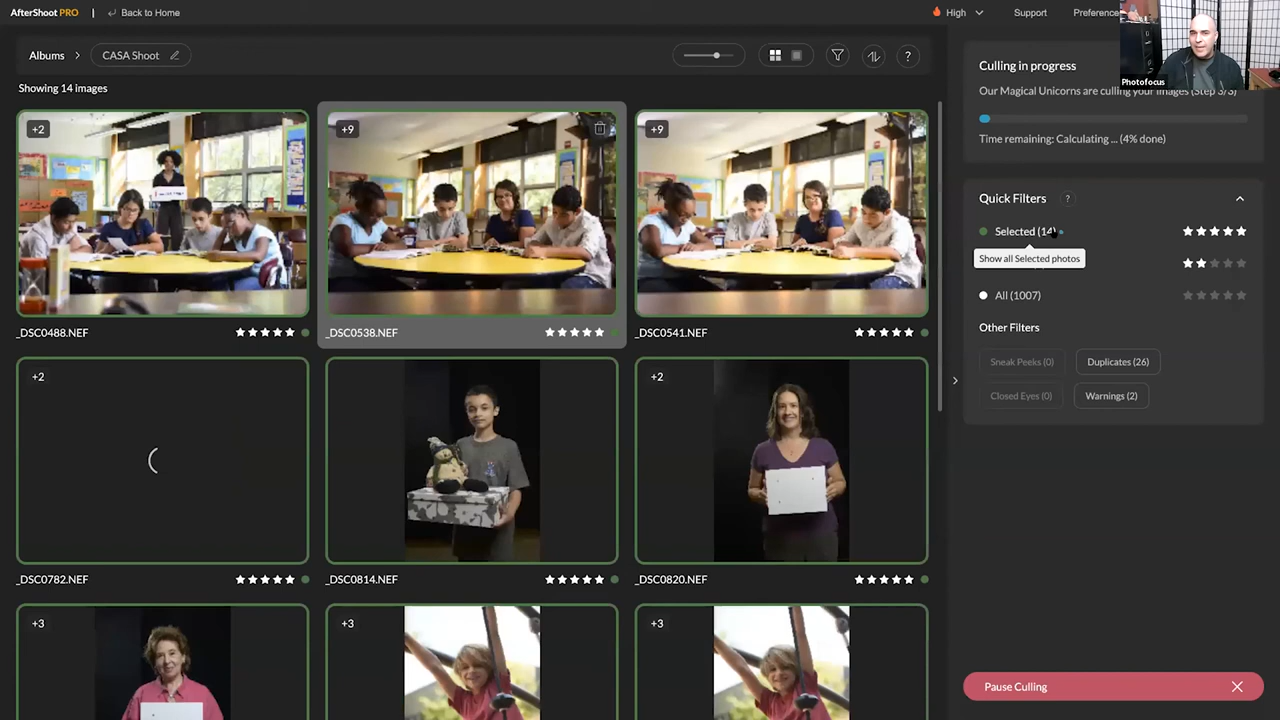 AfterShoot PRO | Back to Home
High
Support
Preference
Albums > CASA Shoot
?
Showing 14 images
+2
+9
+9
_DSC0488.NEF
_DSC0538.NEF
_DSC0541.NEF
+2
+2
_DSC0782.NEF
_DSC0814.NEF
_DSC0820.NEF
+3
+3
+3
Photofocus
Culling in progress
Our Magical Unicorns are culling your images (Step 3/3)
Time remaining: Calculating ... (4% done)
Quick Filters ?
Selected (14)
Show all Selected photos
All (1007)
Other Filters
Sneak Peeks (0)
Duplicates (26)
Closed Eyes (0)
Warnings (2)
Pause Culling